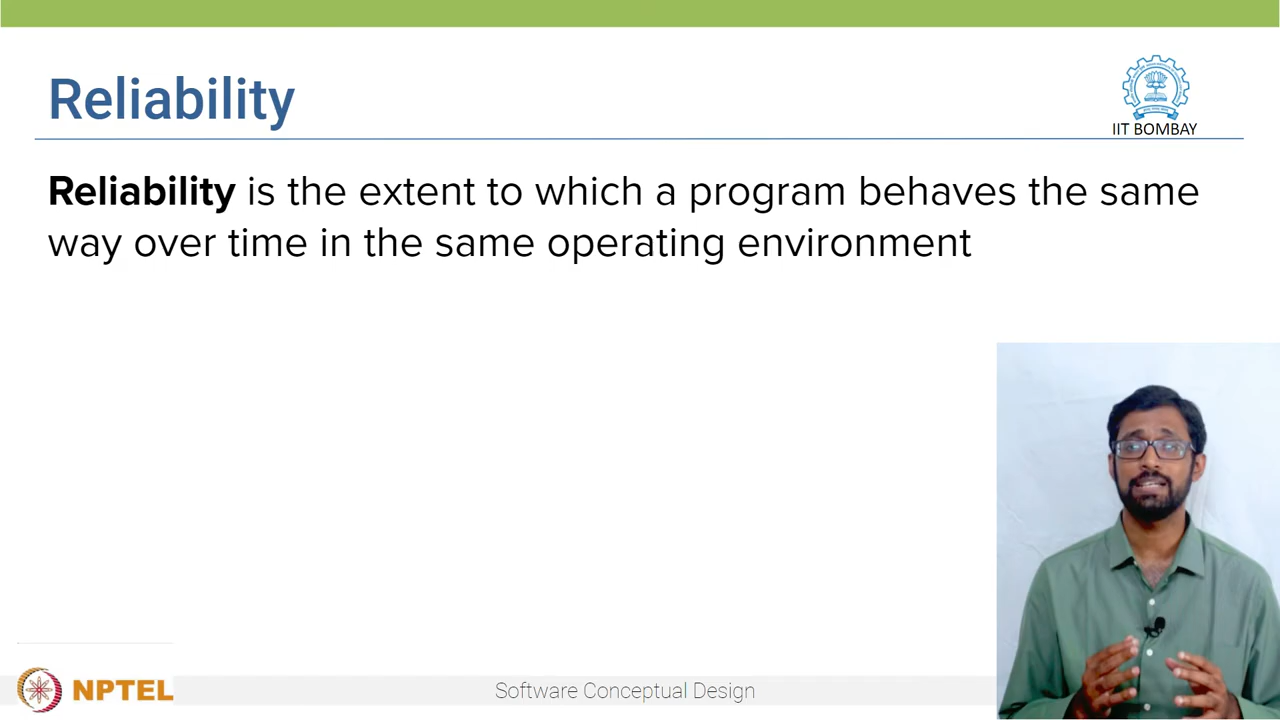 Reliability
IIT BOMBAY
Reliability is the extent to which a program behaves the same
way over time in the same operating environment
NPTEL
Software Conceptual Design